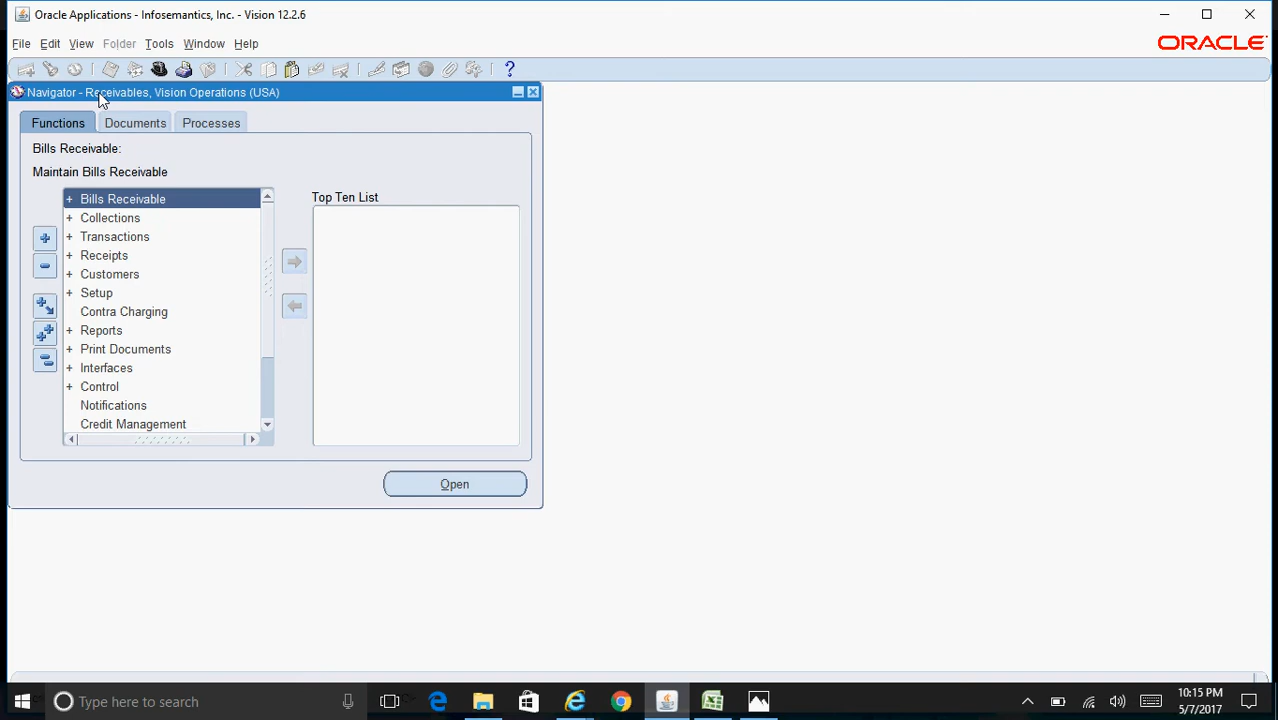 Oracle Applications - Infosemantics, Inc. - Vision 12.2.6
File Edit View Folder Tools Window Help
ORACLE
Navigator - Receivables, Vision Operations (USA)
Functions Documents Processes
Bills Receivable:
Maintain Bills Receivable
Top Ten List
+ Bills Receivable
+ Collections
+ Transactions
+ Receipts
+ Customers
+ Setup
Contra Charging
+ Reports
+ Print Documents
+ Interfaces
+ Control
Notifications
Credit Management
Open
Type here to search
10:15 PM
5/7/2017